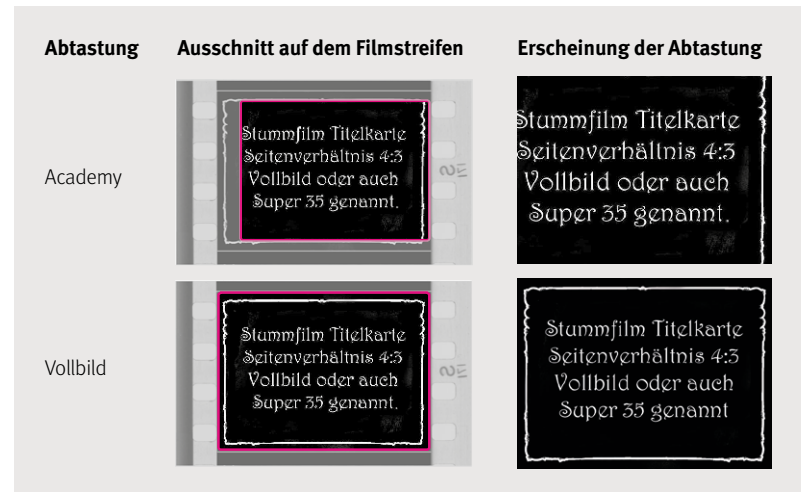 Abtastung Ausschnitt auf dem Filmstreifen Erscheinung der Abtastung
Academy
Stummfilm Titelkarte
Seitenverhältnis 4:3
Vollbild oder auch
Super 35 genannt.
Stummfilm Titelkarte
Seitenverhältnis 4:3
Vollbild oder auch
Super 35 genannt.
Vollbild
Stummfilm Titelkarte
Seitenverhältnis 4:3
Vollbild oder auch
Super 35 genannt.
Stummfilm Titelkarte
Seitenverhältnis 4:3
Vollbild oder auch
Super 35 genannt